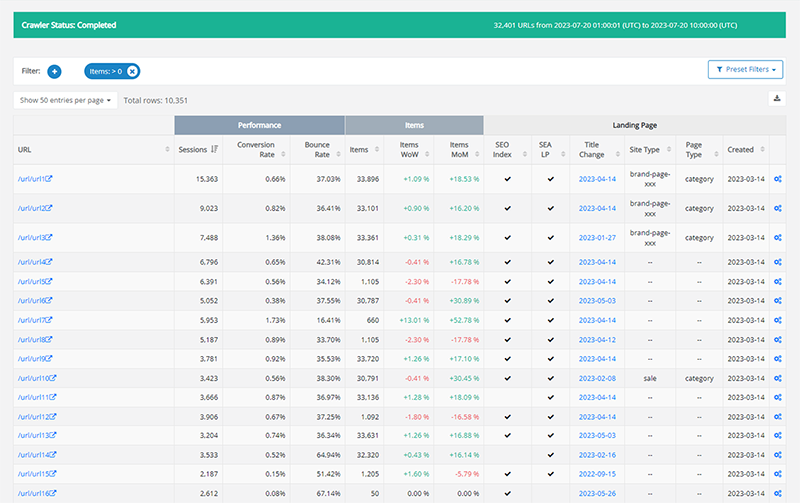 Crawler Status: Completed 32,401 URLs from 2023-07-20 01:00:01 (UTC) to 2023-07-20 10:00:00 (UTC)
Filter: + Items: > 0 Preset Filters
Show 50 entries per page Total rows: 10,351
Performance Items Landing Page
URL Sessions Conversion Rate Bounce Rate Items Items WoW Items MoM SEO Index SEA LP Title Change Site Type Page Type Created
/url/url1 15,363 0.66% 37.03% 33,896 +1.09 % +18.53 % ✔ ✔ 2023-04-14 brand-page-xxx category 2023-03-14
/url/url2 9,023 0.82% 36.41% 33,101 +0.90 % +16.20 % ✔ ✔ 2023-04-14 brand-page-xxx category 2023-03-14
/url/url3 7,488 1.36% 38.08% 33,361 +0.31 % +18.29 % ✔ ✔ 2023-01-27 brand-page-xxx category 2023-03-14
/url/url4 6,796 0.65% 42.31% 30,814 -0.41 % +16.78 % ✔ ✔ 2023-04-14 -- -- 2023-03-14
/url/url5 6,391 0.56% 34.12% 1,105 -2.30 % -17.78 % ✔ ✔ 2023-04-14 -- -- 2023-03-14
/url/url6 5,052 0.38% 37.55% 30,787 -0.41 % +30.89 % ✔ ✔ 2023-05-03 -- -- 2023-03-14
/url/url7 5,953 1.73% 16.41% 660 +13.01 % +52.78 % ✔ ✔ 2023-04-14 -- -- 2023-03-14
/url/url8 5,187 0.89% 33.70% 1,105 -2.30 % -17.78 % ✔ ✔ 2023-04-12 -- -- 2023-03-14
/url/url9 3,781 0.92% 35.53% 33,720 +1.26 % +17.10 % ✔ ✔ 2023-04-14 -- -- 2023-03-14
/url/url10 3,423 0.56% 38.30% 30,791 -0.41 % +30.45 % ✔ ✔ 2023-02-08 sale category 2023-03-14
/url/url11 3,666 0.87% 36.97% 33,136 +1.28 % +18.09 % ✔ 2023-04-14 -- -- 2023-03-14
/url/url12 3,906 0.67% 37.25% 1,092 -1.80 % -16.58 % ✔ ✔ 2023-04-14 -- -- 2023-03-14
/url/url13 3,204 0.74% 36.34% 33,631 +1.26 % +16.88 % ✔ ✔ 2023-05-03 -- -- 2023-03-14
/url/url14 3,533 0.52% 64.94% 32,320 +0.43 % +16.14 % ✔ 2023-02-16 -- -- 2023-03-14
/url/url15 2,187 0.15% 51.42% 1,205 +1.60 % -5.79 % ✔ ✔ 2022-09-15 -- -- 2023-03-14
/url/url16 2,612 0.08% 67.14% 50 0.00 % 0.00 % ✔ 2023-05-26 -- -- 2023-03-14